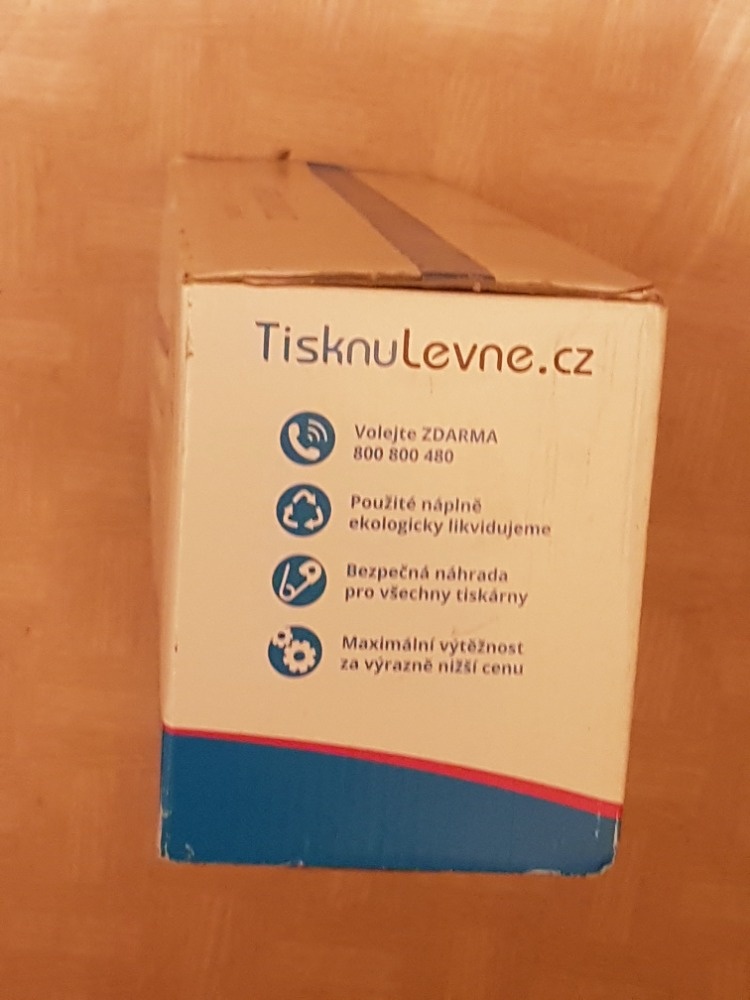 TisknuLevne.cz
Volejte ZDARMA
800 800 480
Použité náplně
ekologicky likvidujeme
Bezpečná náhrada
pro všechny tiskárny
Maximální výtěžnost
za výrazně nižší cenu